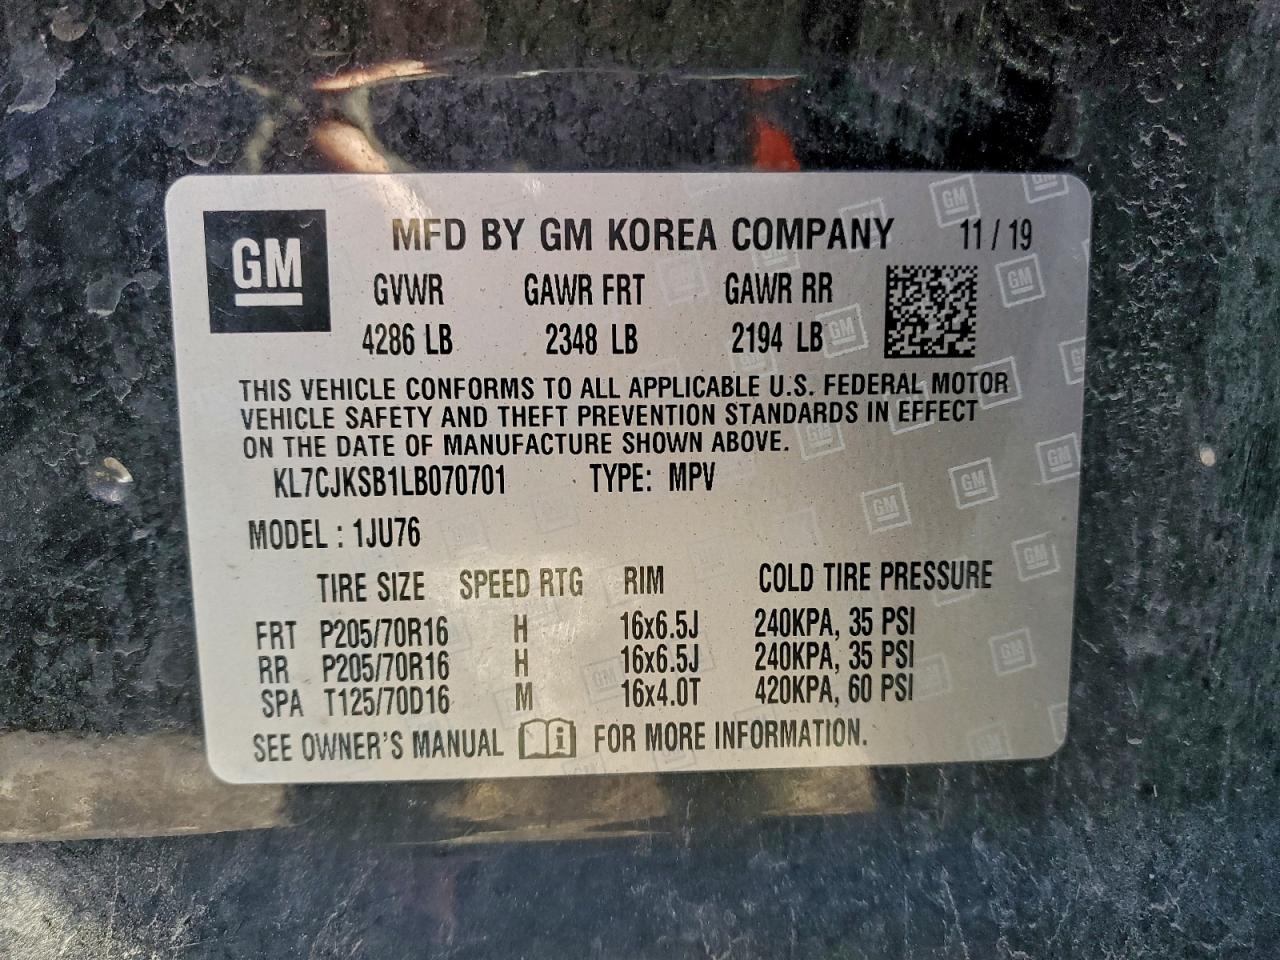 GM
MFD BY GM KOREA COMPANY 11 / 19
GVWR GAWR FRT GAWR RR
4286 LB 2348 LB 2194 LB
THIS VEHICLE CONFORMS TO ALL APPLICABLE U.S. FEDERAL MOTOR
VEHICLE SAFETY AND THEFT PREVENTION STANDARDS IN EFFECT
ON THE DATE OF MANUFACTURE SHOWN ABOVE.
KL7CJKSB1LB070701 TYPE: MPV
MODEL : 1JU76
TIRE SIZE SPEED RTG RIM COLD TIRE PRESSURE
FRT P205/70R16 H 16x6.5J 240KPA, 35 PSI
RR P205/70R16 H 16x6.5J 240KPA, 35 PSI
SPA T125/70D16 M 16x4.0T 420KPA, 60 PSI
SEE OWNER'S MANUAL i FOR MORE INFORMATION.